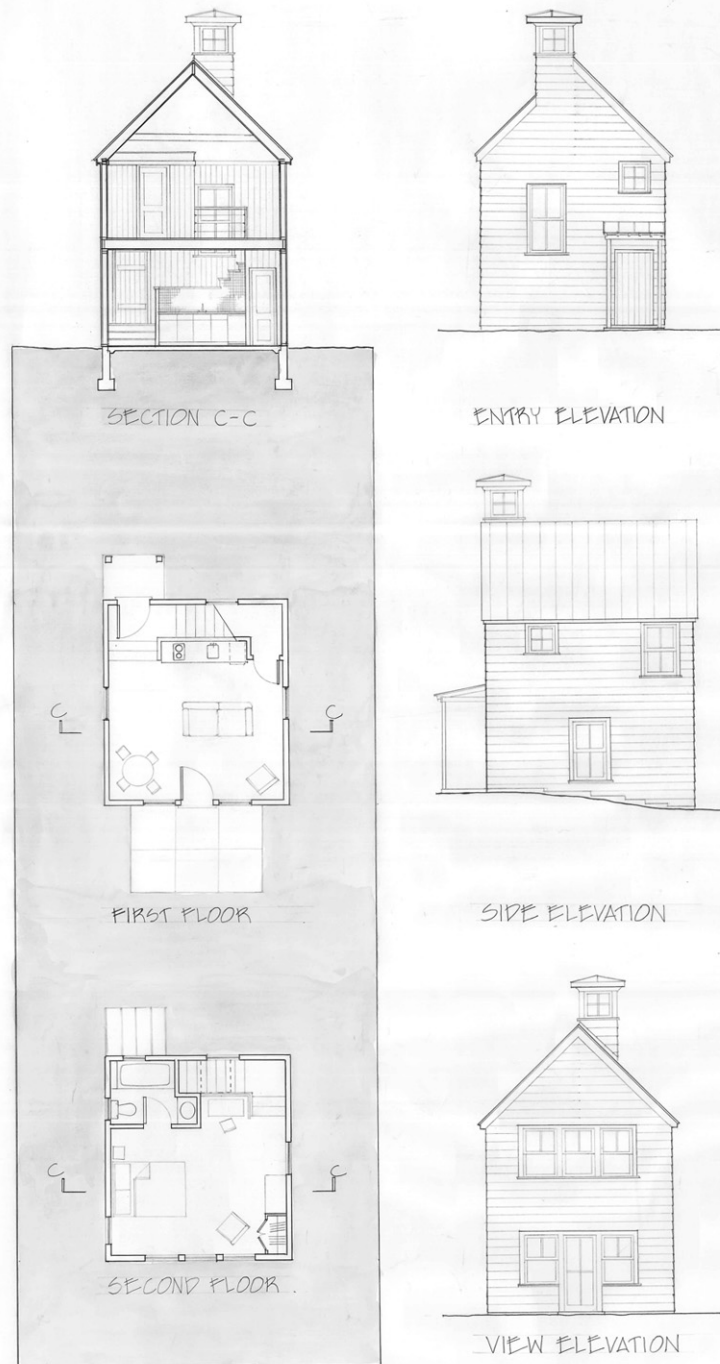 SECTION C-C
ENTRY ELEVATION
C
C
FIRST FLOOR
SIDE ELEVATION
C
C
SECOND FLOOR.
VIEW ELEVATION